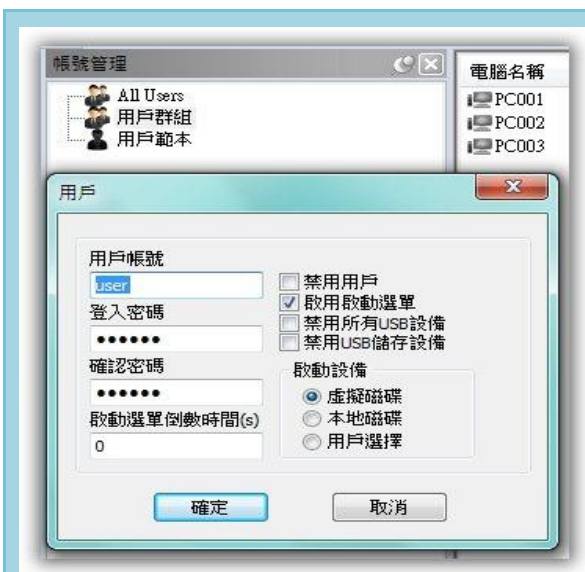 帳號管理
All Users
用戶群組
用戶範本
電腦名稱
PC001
PC002
PC003
用戶
用戶帳號
user
登入密碼
••••••
確認密碼
••••••
啟動選單倒數時間(s)
0
禁用用戶
啟用啟動選單
禁用所有USB設備
禁用USB儲存設備
啟動設備
虛擬磁碟
本地磁碟
用戶選擇
確定
取消